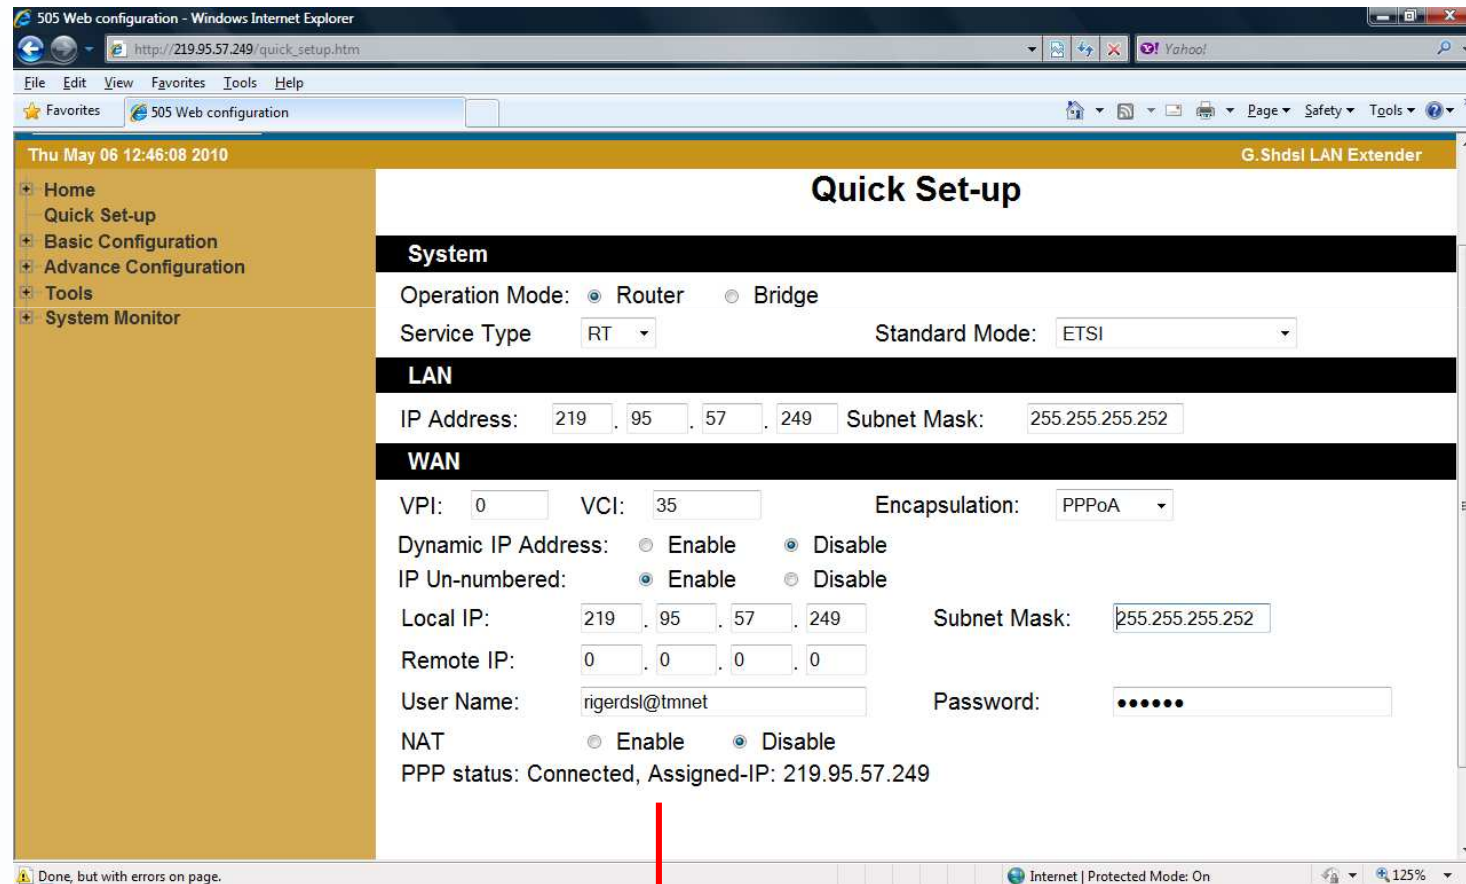 505 Web configuration - Windows Internet Explorer
http://219.95.57.249/quick_setup.htm
Yahoo!
File Edit View Favorites Tools Help
Favorites 505 Web configuration Page Safety Tools
Thu May 06 12:46:08 2010 G.Shdsl LAN Extender
Home
Quick Set-up
Basic Configuration
Advance Configuration
Tools
System Monitor
Quick Set-up
System
Operation Mode: Router Bridge
Service Type RT Standard Mode: ETSI
LAN
IP Address: 219 . 95 . 57 . 249 Subnet Mask: 255.255.255.252
WAN
VPI: 0 VCI: 35 Encapsulation: PPPoA
Dynamic IP Address: Enable Disable
IP Un-numbered: Enable Disable
Local IP: 219 . 95 . 57 . 249 Subnet Mask: 255.255.255.252
Remote IP: 0 . 0 . 0 . 0
User Name: rigerdsl@tmnet Password: ●●●●●●
NAT Enable Disable
PPP status: Connected, Assigned-IP: 219.95.57.249
Done, but with errors on page. Internet | Protected Mode: On 125%